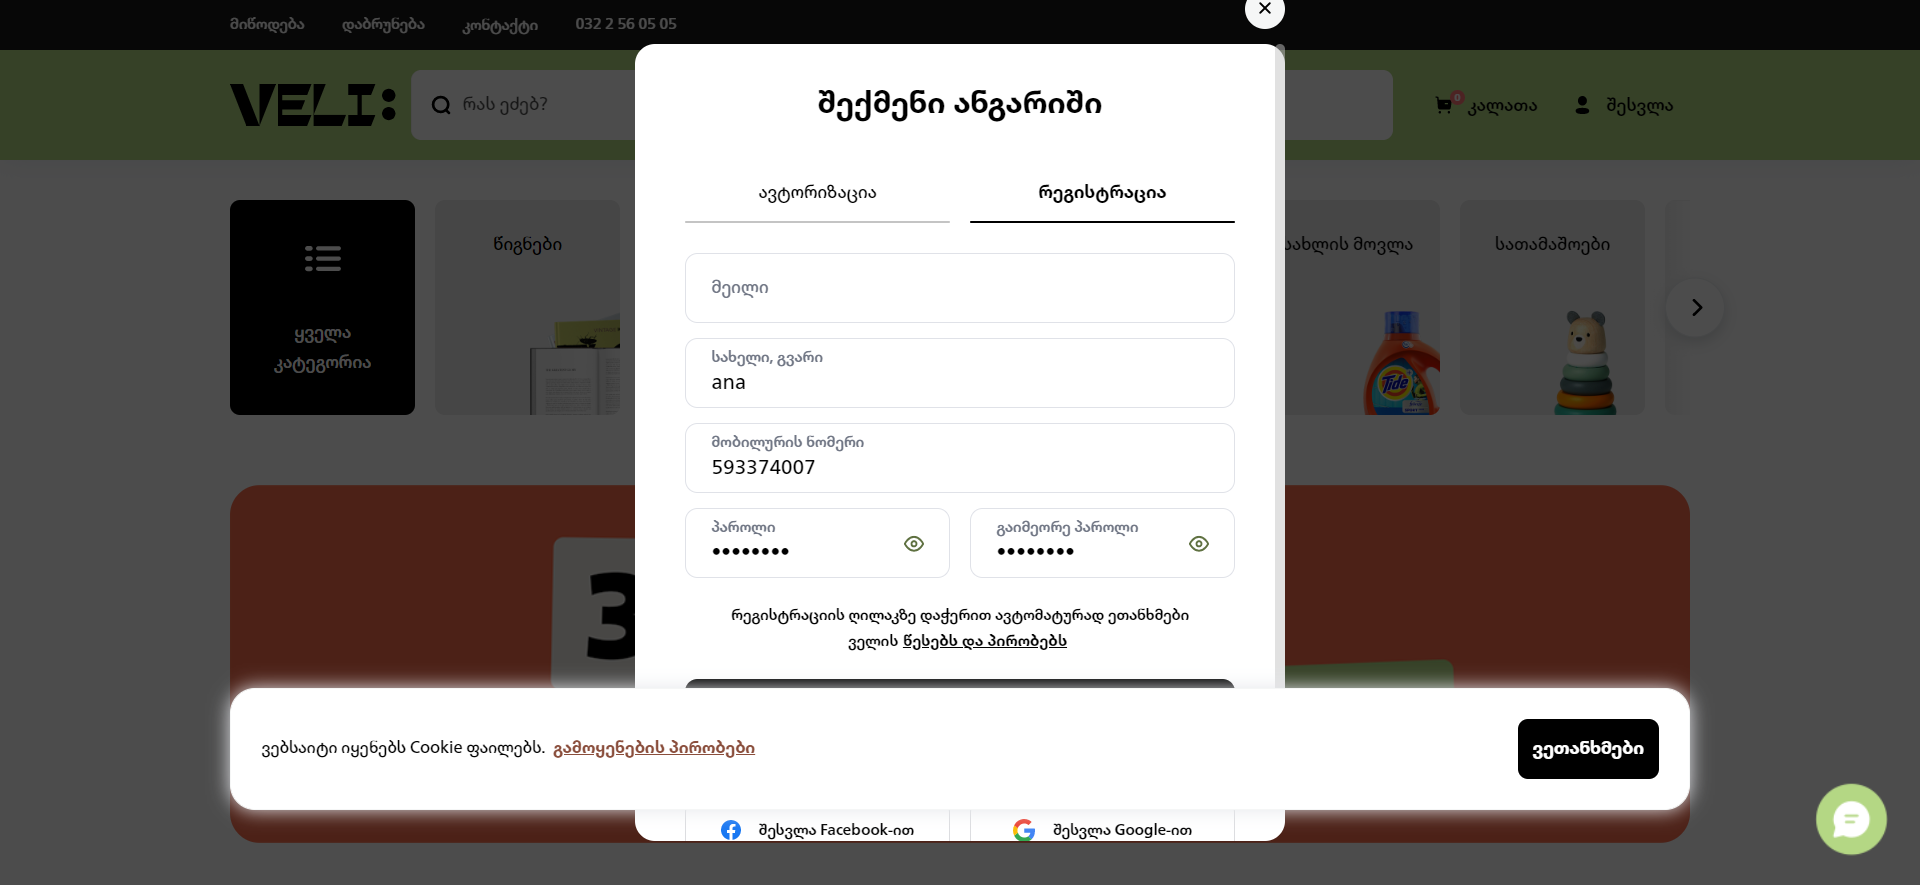 მიწოდება
დაბრუნება
კონტაქტი
032 2 56 05 05
VELI:
რას ეძებ?
0
კალათა
შესვლა
შექმენი ანგარიში
ავტორიზაცია
რეგისტრაცია
მეილი
სახელი, გვარი
ana
მობილურის ნომერი
593374007
პაროლი
••••••••
გაიმეორე პაროლი
••••••••
რეგისტრაციის ღილაკზე დაჭერით ავტომატურად ეთანხმები
ველის წესებს და პირობებს
ყველა
კატეგორია
წიგნები
სახლის მოვლა
Tide
სათამაშოები
3
ვებსაიტი იყენებს Cookie ფაილებს. გამოყენების პირობები
ვეთანხმები
შესვლა Facebook-ით
შესვლა Google-ით